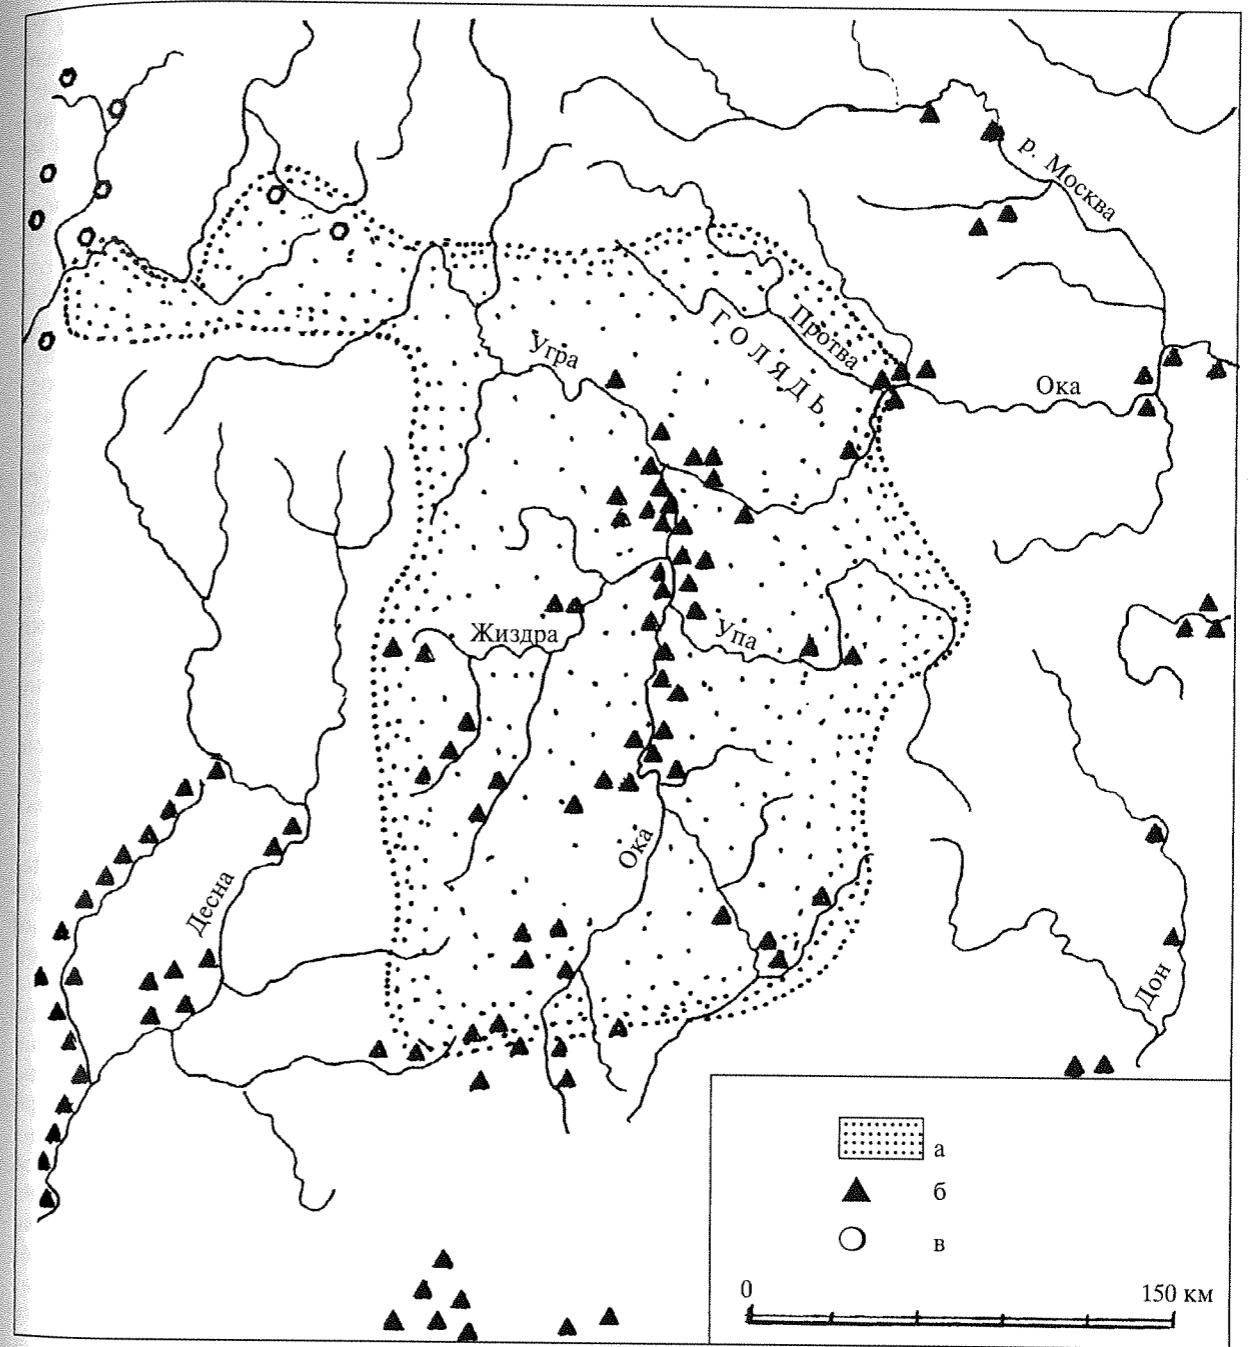 р. Москва
Протва
ГОЛЯДЬ
Угра
Ока
Жиздра
Упа
Ока
Десна
Дон
а
б
в
0 150 км